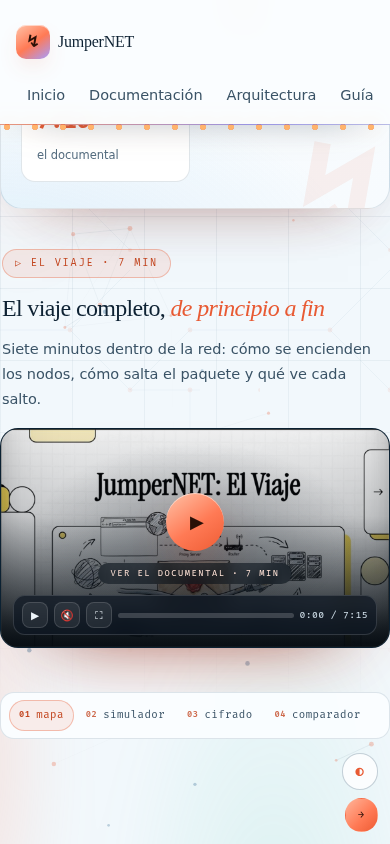 JumperNET
Inicio Documentación Arquitectura Guía
el documental
▷ EL VIAJE · 7 MIN
El viaje completo, de principio a fin
Siete minutos dentro de la red: cómo se encienden
los nodos, cómo salta el paquete y qué ve cada
salto.
JumperNET: El Viaje
VER EL DOCUMENTAL · 7 MIN
0:00 / 7:15
01 mapa 02 simulador 03 cifrado 04 comparador